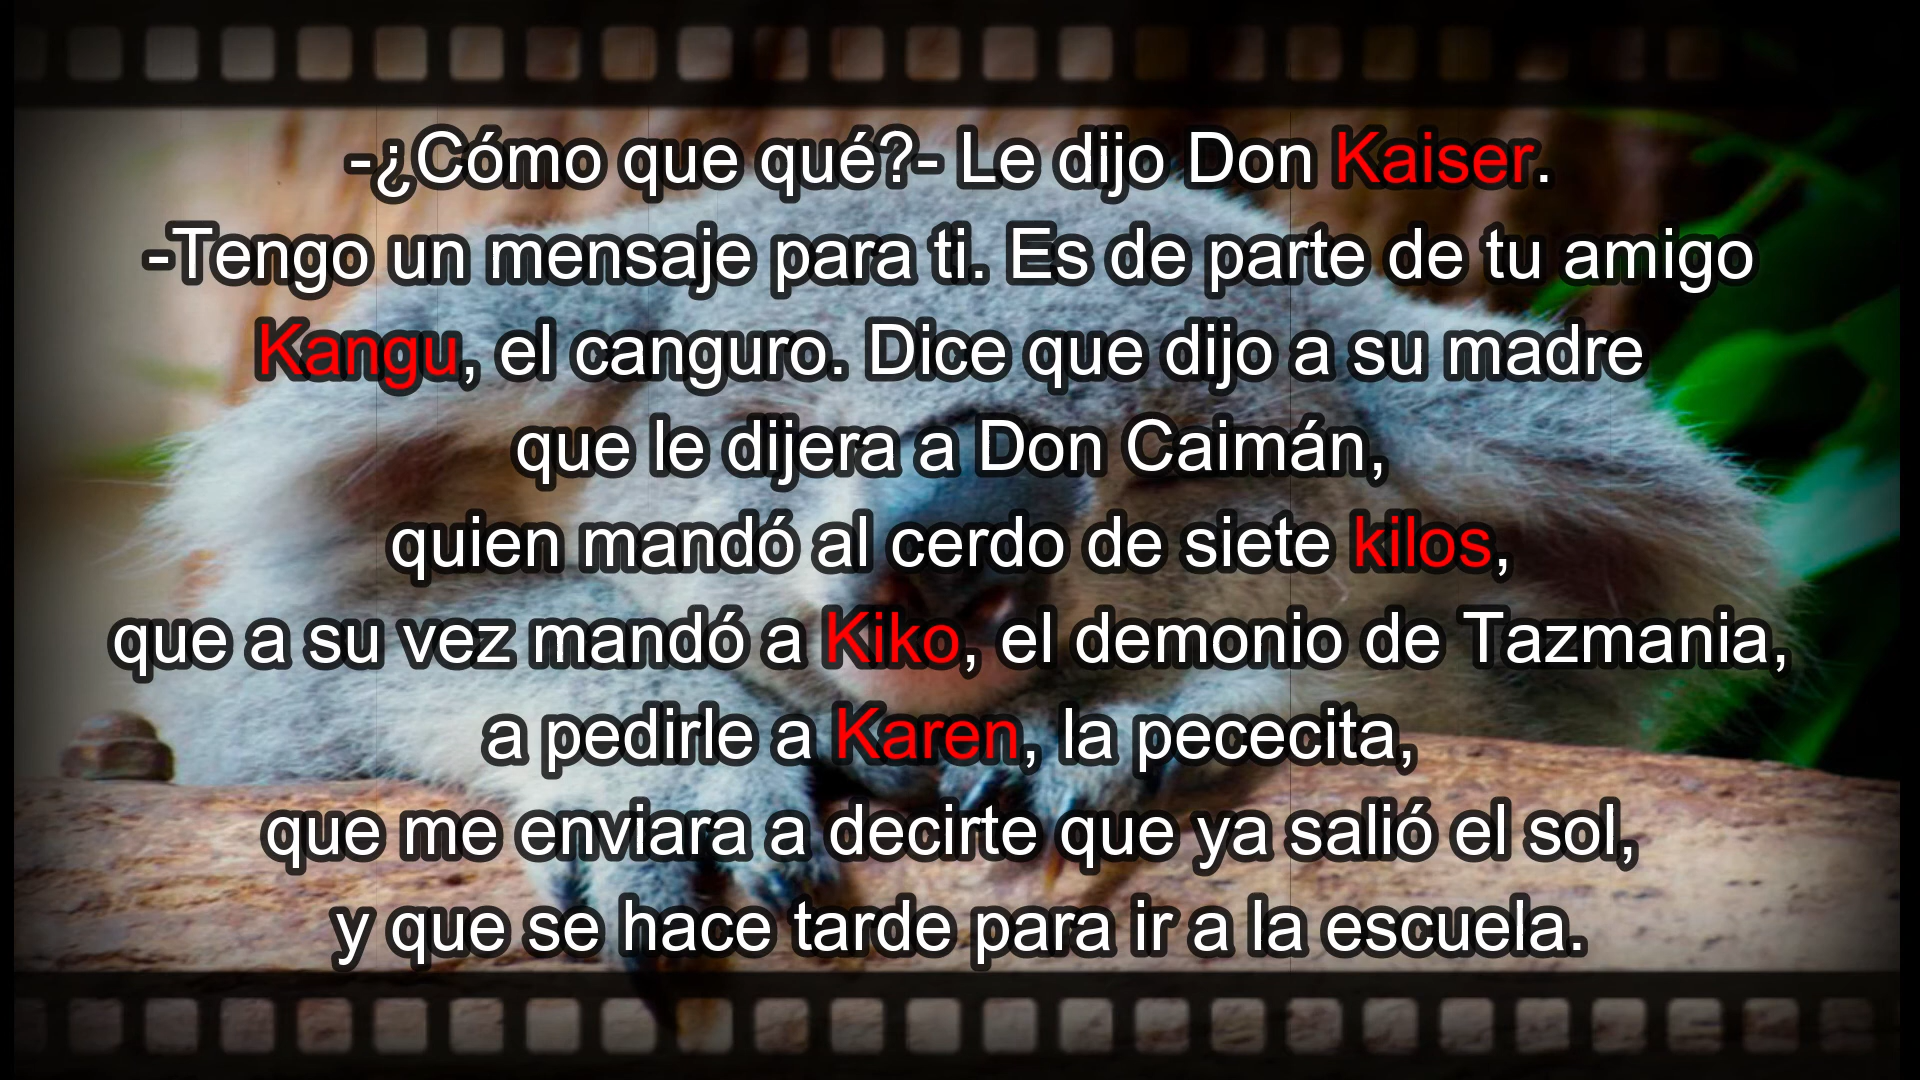 -¿Cómo que qué?- Le dijo Don Kaiser.
-Tengo un mensaje para ti. Es de parte de tu amigo
Kangu, el canguro. Dice que dijo a su madre
que le dijera a Don Caimán,
quien mandó al cerdo de siete kilos,
que a su vez mandó a Kiko, el demonio de Tazmania,
a pedirle a Karen, la pececita,
que me enviara a decirte que ya salió el sol,
y que se hace tarde para ir a la escuela.